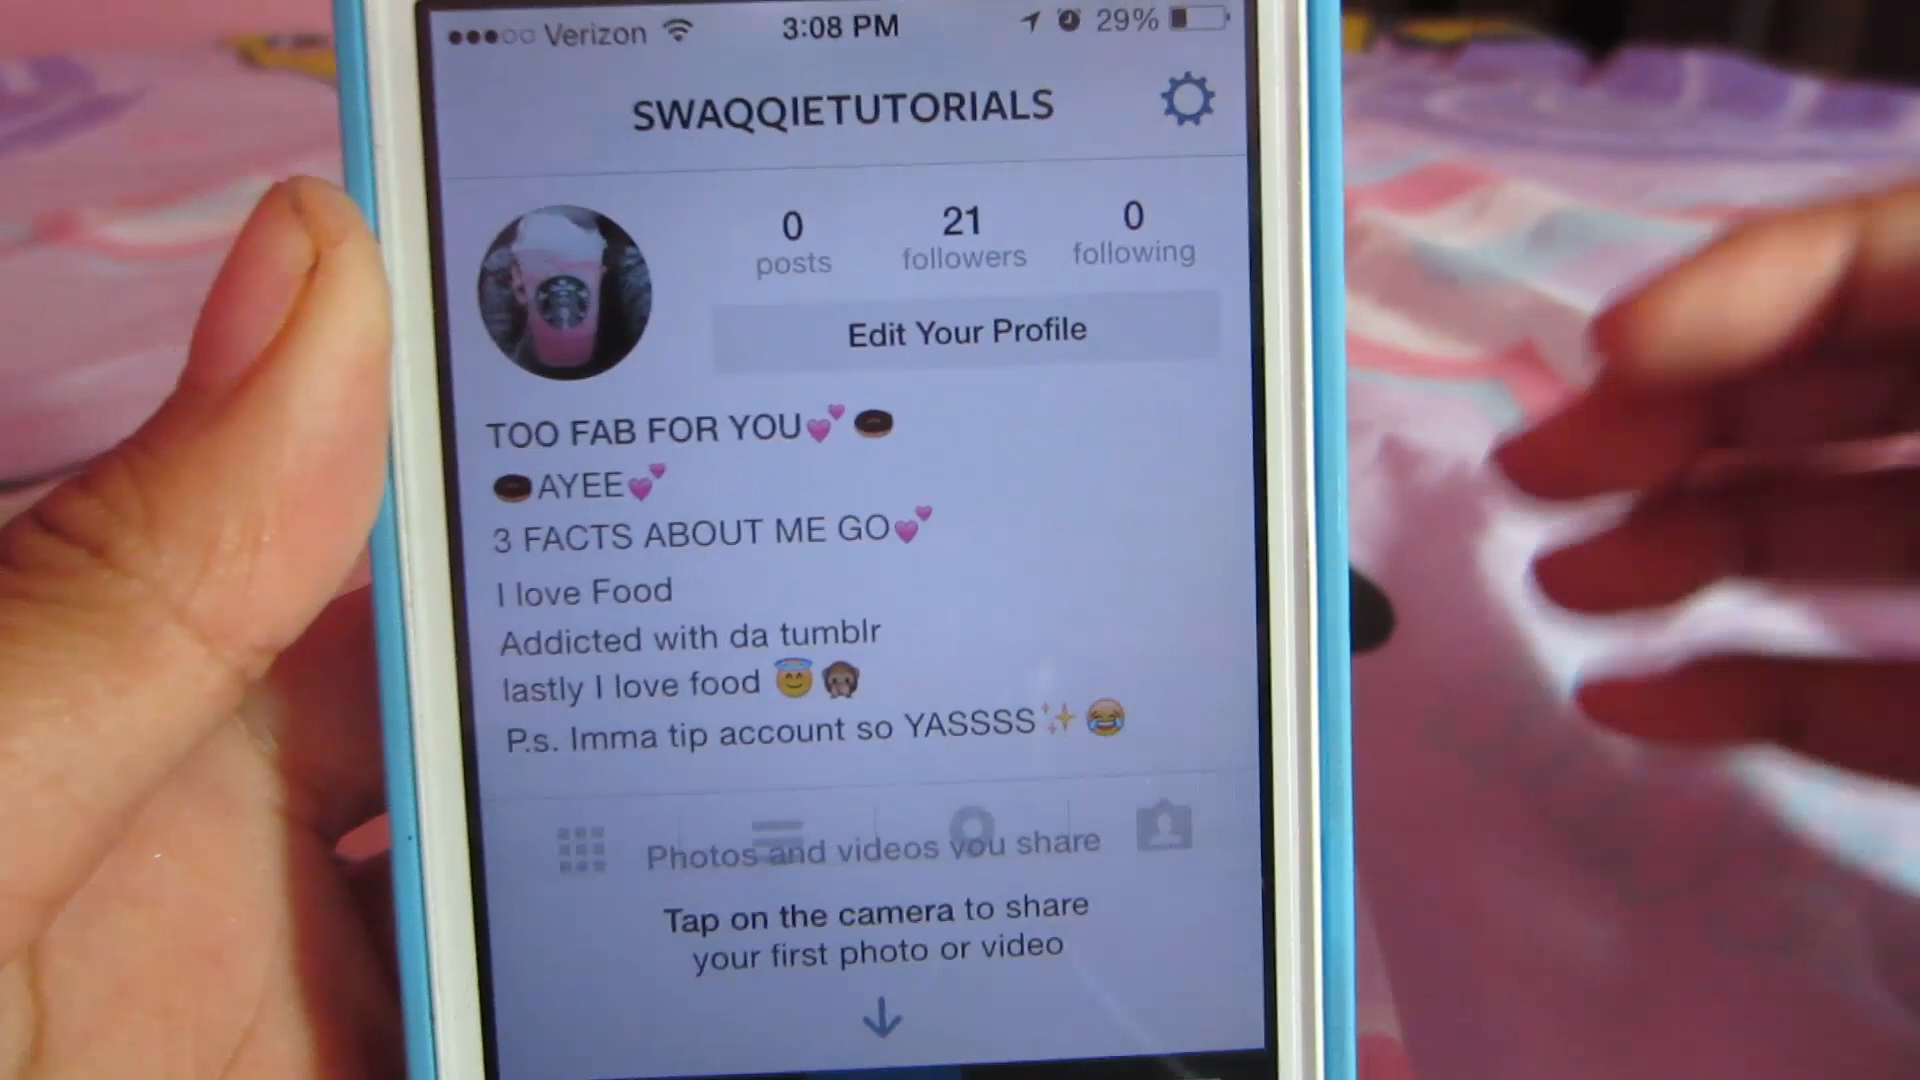 Verizon 3:08 PM 29%
SWAQQIETUTORIALS
0 21 0
posts followers following
Edit Your Profile
TOO FAB FOR YOU💕🍩
🍩AYEE💕
3 FACTS ABOUT ME GO💕
I love Food
Addicted with da tumblr
lastly I love food 😇🙊
P.s. Imma tip account so YASSSS✨😂
Photos and videos you share
Tap on the camera to share
your first photo or video